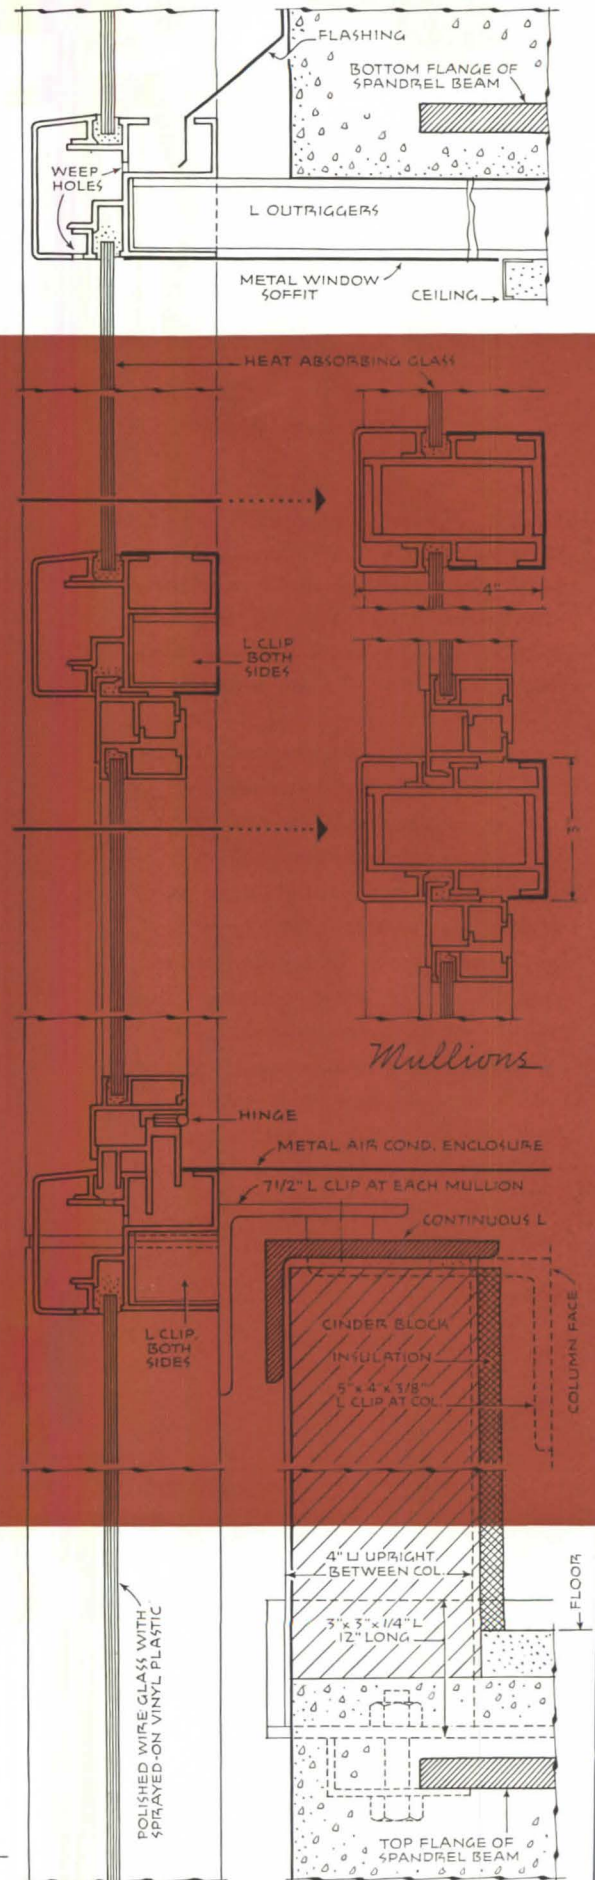 FLASHING
BOTTOM FLANGE OF
SPANDREL BEAM
WEEP
HOLES
L OUTRIGGERS
METAL WINDOW
SOFFIT
CEILING
HEAT ABSORBING GLASS
4"
L CLIP
BOTH
SIDES
3"
Mullions
HINGE
METAL AIR COND. ENCLOSURE
7 1/2" L CLIP AT EACH MULLION
CONTINUOUS L
COLUMN FACE
CINDER BLOCK
INSULATION
L CLIP,
BOTH
SIDES
5" x 4" x 3/8"
L CLIP AT COL.
4" U UPRIGHT
BETWEEN COL.
FLOOR
3" x 3" x 1/4" L
12" LONG
POLISHED WIRE GLASS WITH
SPRAYED-ON VINYL PLASTIC
TOP FLANGE OF
SPANDREL BEAM